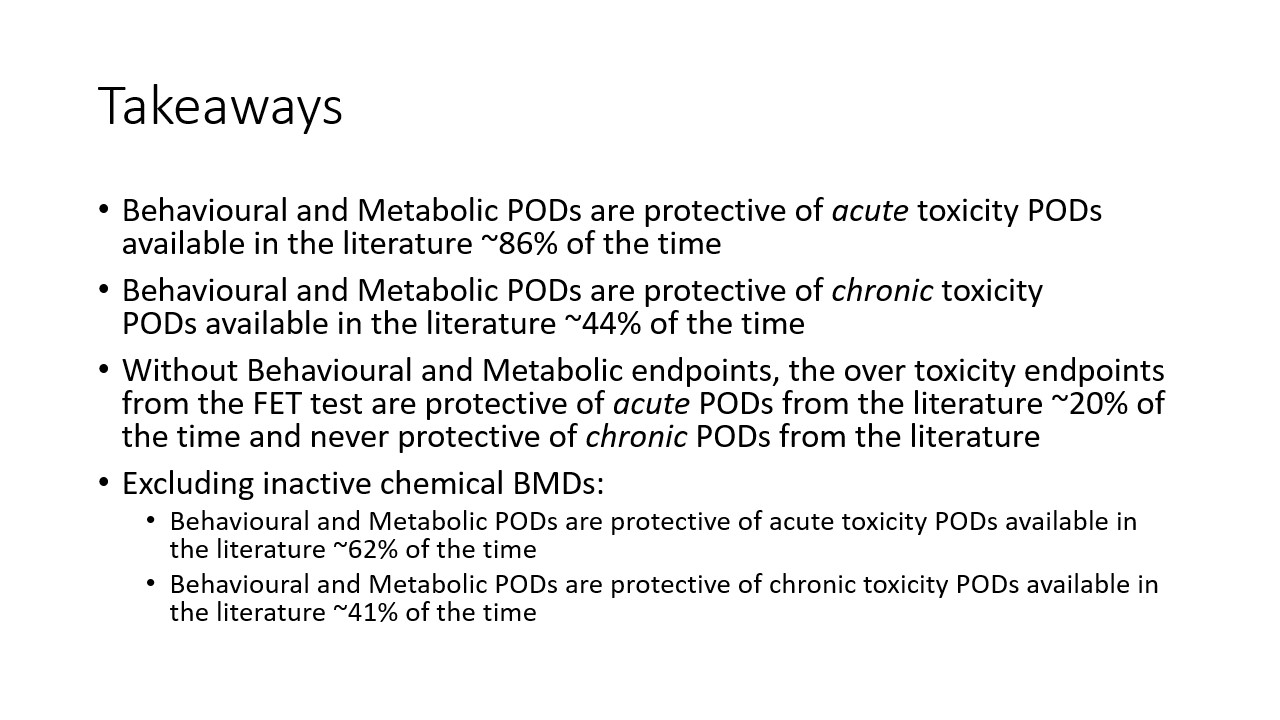 Takeaways
• Behavioural and Metabolic PODs are protective of acute toxicity PODs
available in the literature ~86% of the time
• Behavioural and Metabolic PODs are protective of chronic toxicity
PODs available in the literature ~44% of the time
• Without Behavioural and Metabolic endpoints, the over toxicity endpoints
from the FET test are protective of acute PODs from the literature ~20% of
the time and never protective of chronic PODs from the literature
• Excluding inactive chemical BMDs:
• Behavioural and Metabolic PODs are protective of acute toxicity PODs available in
the literature ~62% of the time
• Behavioural and Metabolic PODs are protective of chronic toxicity PODs available in
the literature ~41% of the time